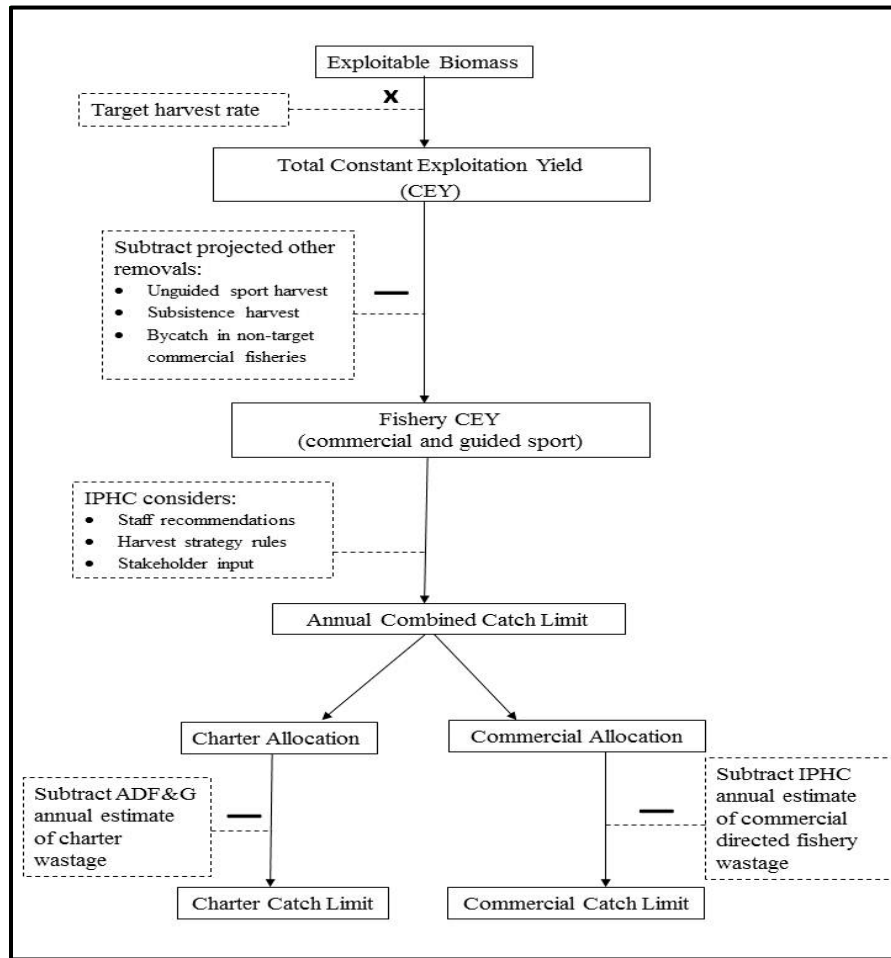 Exploitable Biomass
X
Target harvest rate
Total Constant Exploitation Yield
(CEY)
Subtract projected other
removals:
• Unguided sport harvest
• Subsistence harvest
• Bycatch in non-target
commercial fisheries
—
Fishery CEY
(commercial and guided sport)
IPHC considers:
• Staff recommendations
• Harvest strategy rules
• Stakeholder input
Annual Combined Catch Limit
Charter Allocation
Commercial Allocation
Subtract ADF&G
annual estimate
of charter
wastage
—
Subtract IPHC
annual estimate
of commercial
directed fishery
wastage
—
Charter Catch Limit
Commercial Catch Limit